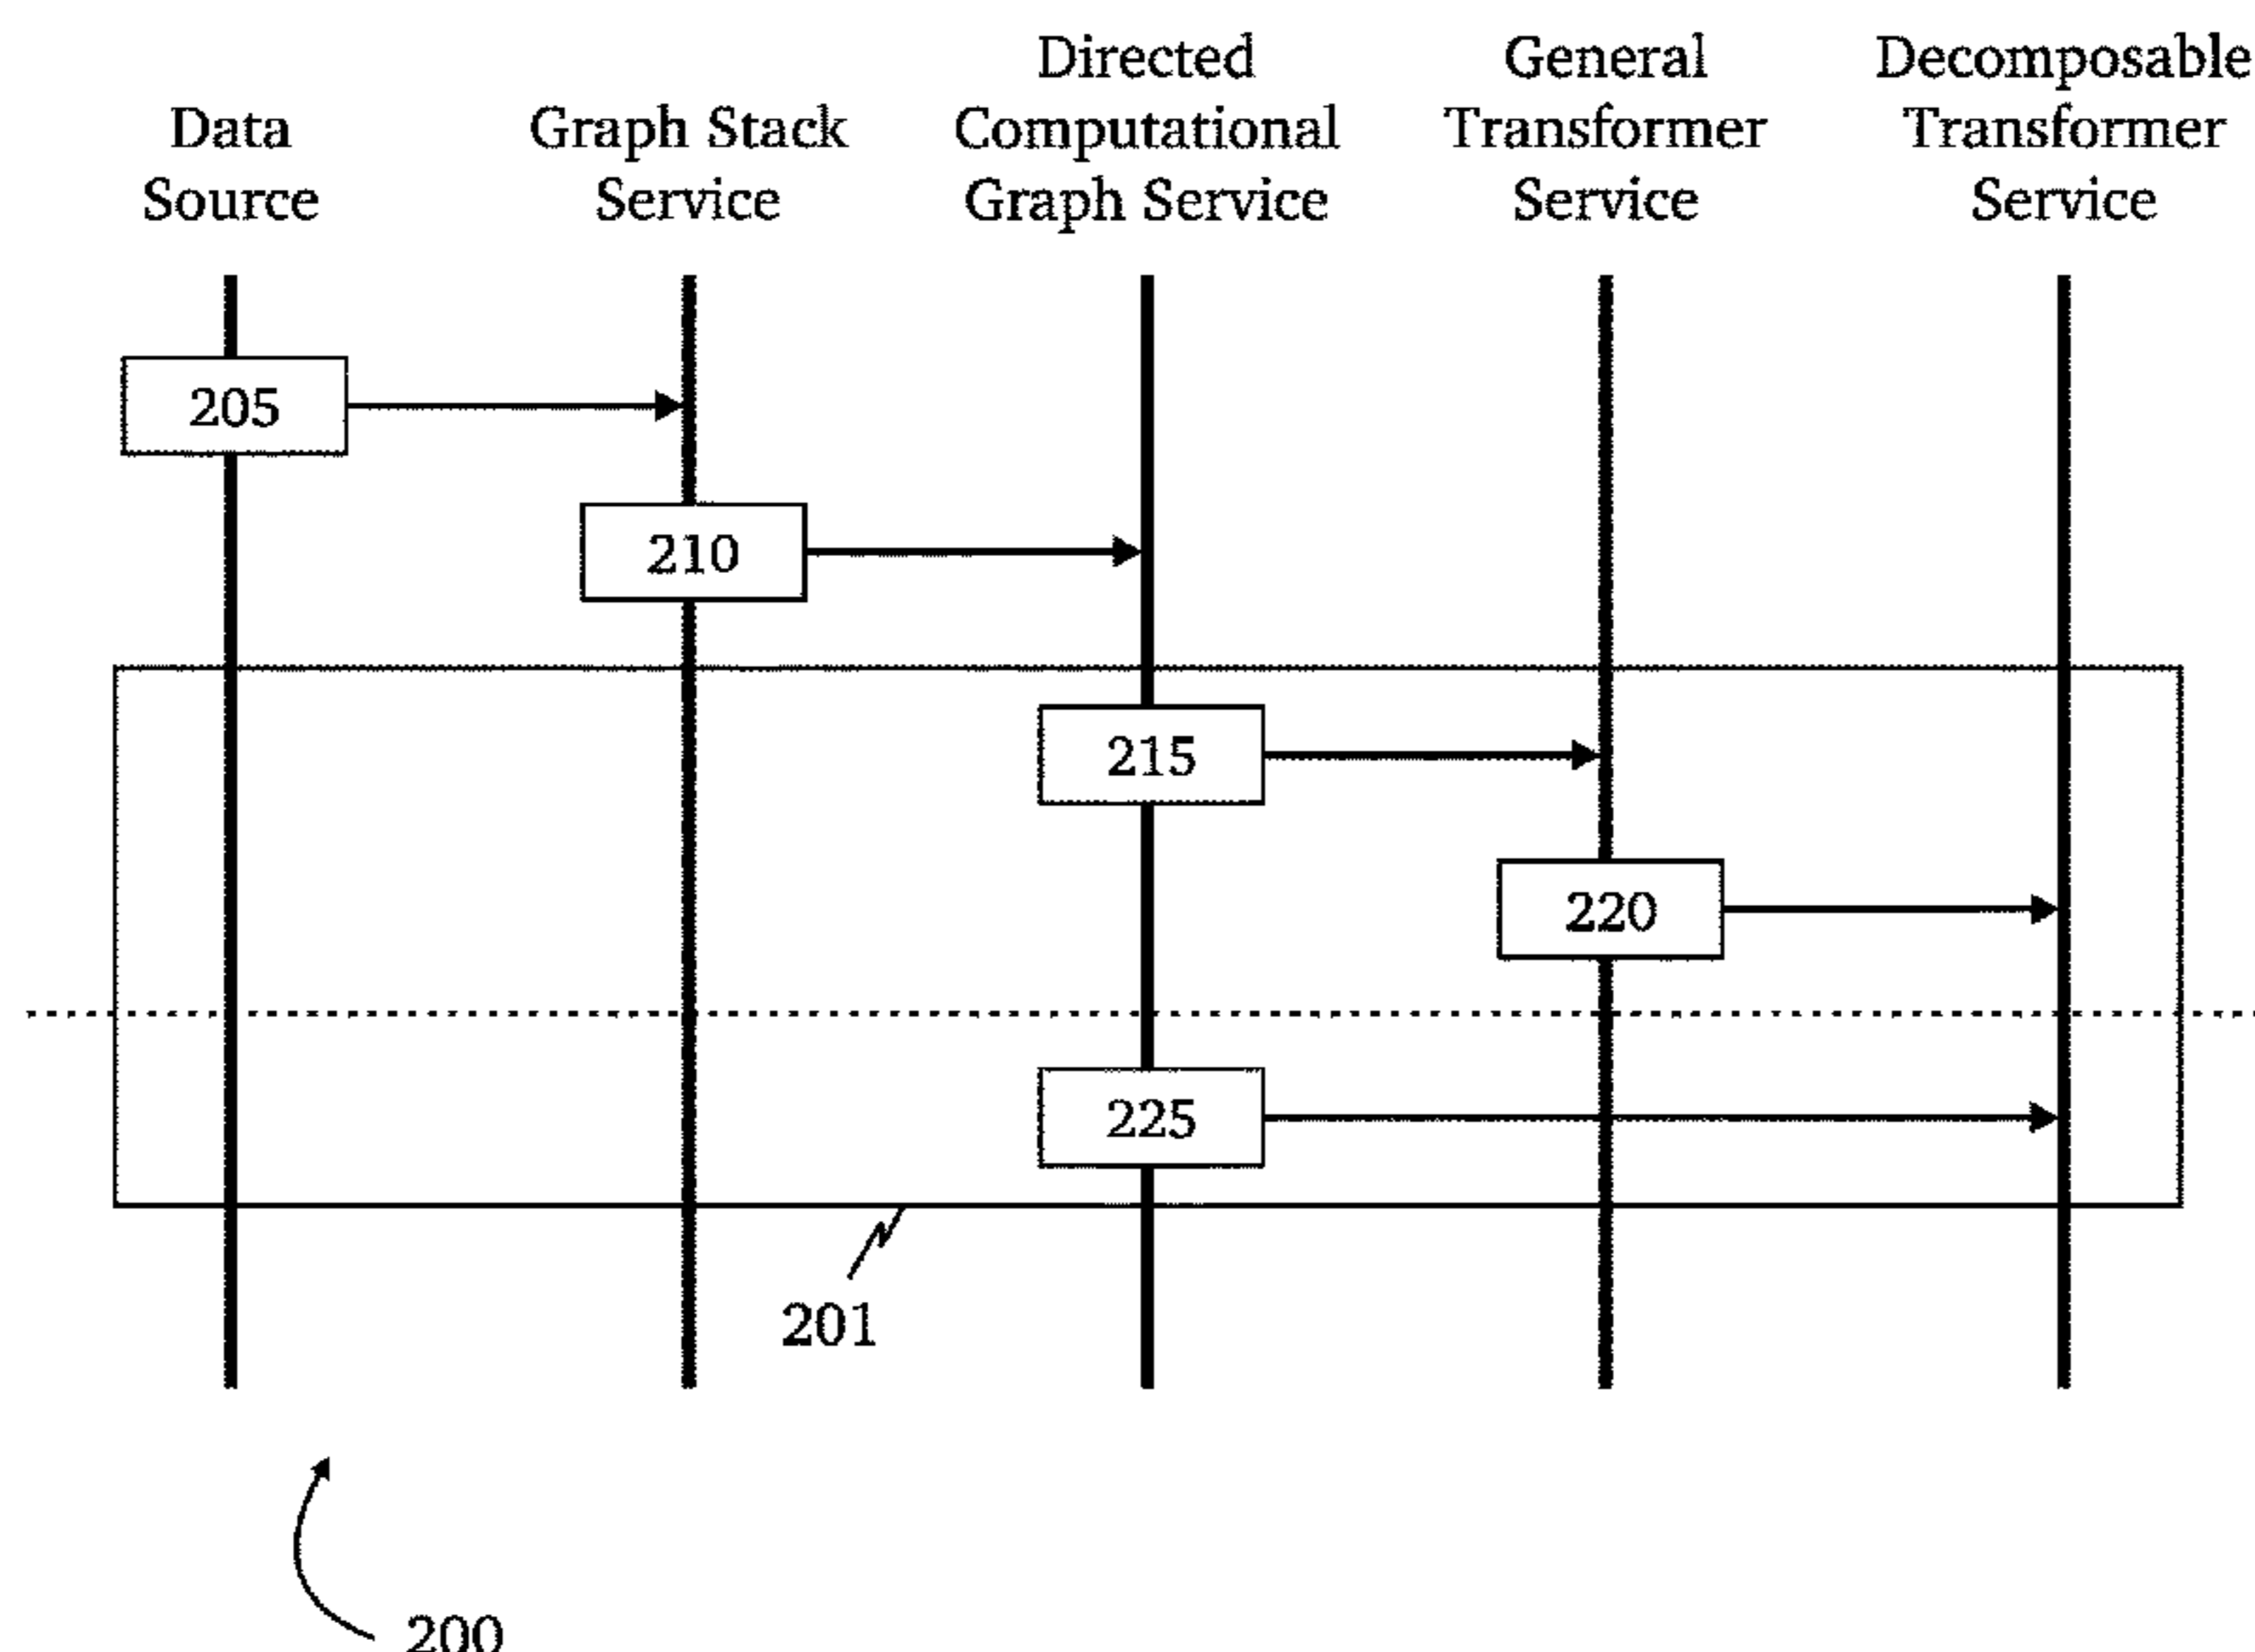 Data
Source
Graph Stack
Service
Directed
Computational
Graph Service
General
Transformer
Service
Decomposable
Transformer
Service
205
210
215
220
225
201
200